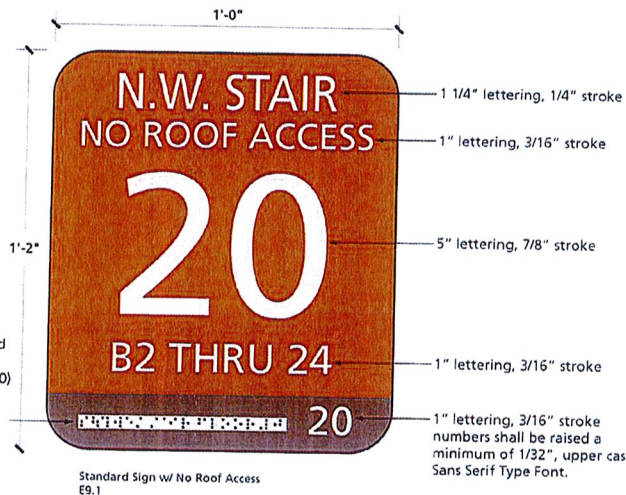 1'-0"
N.W. STAIR
1 1/4" lettering, 1/4" stroke
NO ROOF ACCESS
1" lettering, 3/16" stroke
20
5" lettering, 7/8" stroke
1'-2"
B2 THRU 24
1" lettering, 3/16" stroke
d
0)
20
1" lettering, 3/16" stroke
numbers shall be raised a
minimum of 1/32", upper cas
Sans Serif Type Font.
Standard Sign w/ No Roof Access
E9.1